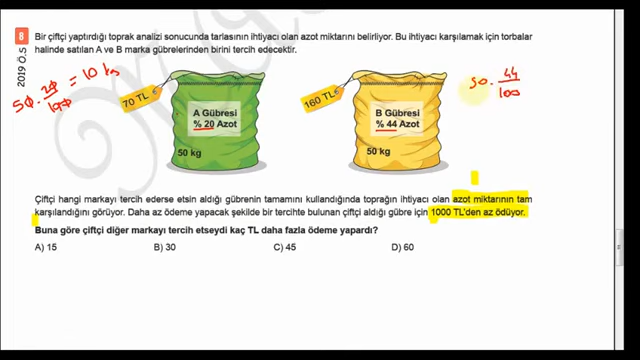 8 Bir çiftçi yaptırdığı toprak analizi sonucunda tarlasının ihtiyacı olan azot miktarını belirliyor. Bu ihtiyacı karşılamak için torbalar
halinde satılan A ve B marka gübrelerinden birini tercih edecektir.
2019 Ö.S
50 . 20/100 = 10 kg
70 TL
A Gübresi
% 20 Azot
50 kg
160 TL
B Gübresi
% 44 Azot
50 kg
50 . 44/100
Çiftçi hangi markayı tercih ederse etsin aldığı gübrenin tamamını kullandığında toprağın ihtiyacı olan azot miktarının tam
karşılandığını görüyor. Daha az ödeme yapacak şekilde bir tercihte bulunan çiftçi aldığı gübre için 1000 TL'den az ödüyor.
Buna göre çiftçi diğer markayı tercih etseydi kaç TL daha fazla ödeme yapardı?
A) 15 B) 30 C) 45 D) 60